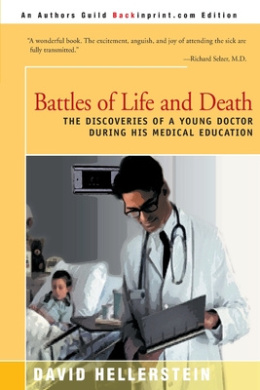 An Authors Guild Backinprint.com Edition
"A wonderful book. The excitement, anguish, and joy of attending the sick are
fully transmitted."
—Richard Selzer, M.D.
Battles of Life and Death
THE DISCOVERIES OF A YOUNG DOCTOR
DURING HIS MEDICAL EDUCATION
DAVID HELLERSTEIN